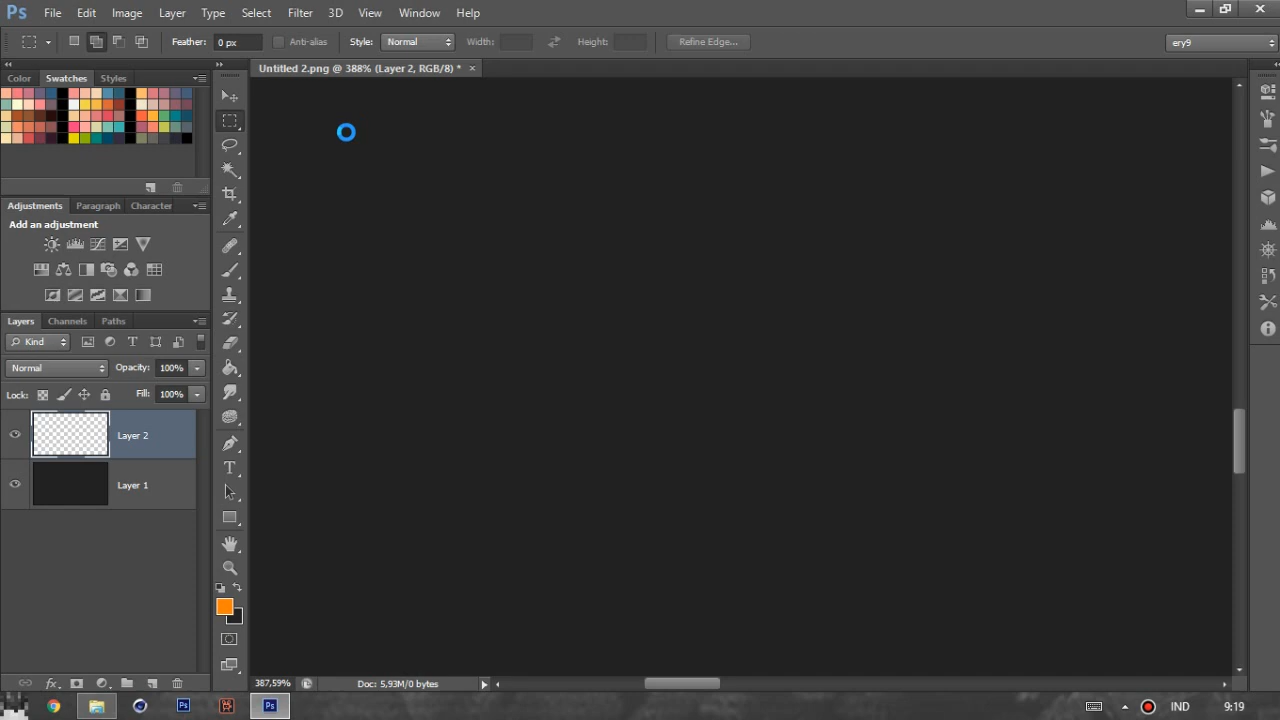 Ps File Edit Image Layer Type Select Filter 3D View Window Help
Feather: 0 px Anti-alias Style: Normal Width: Height: Refine Edge... ery9
Color Swatches Styles
Untitled 2.png @ 388% (Layer 2, RGB/8) * ×
Adjustments Paragraph Character
Add an adjustment
Layers Channels Paths
Kind
Normal Opacity: 100%
Lock: Fill: 100%
Layer 2
Layer 1
fx 387,59% Doc: 5,93M/0 bytes
Ps Ps IND 9:19